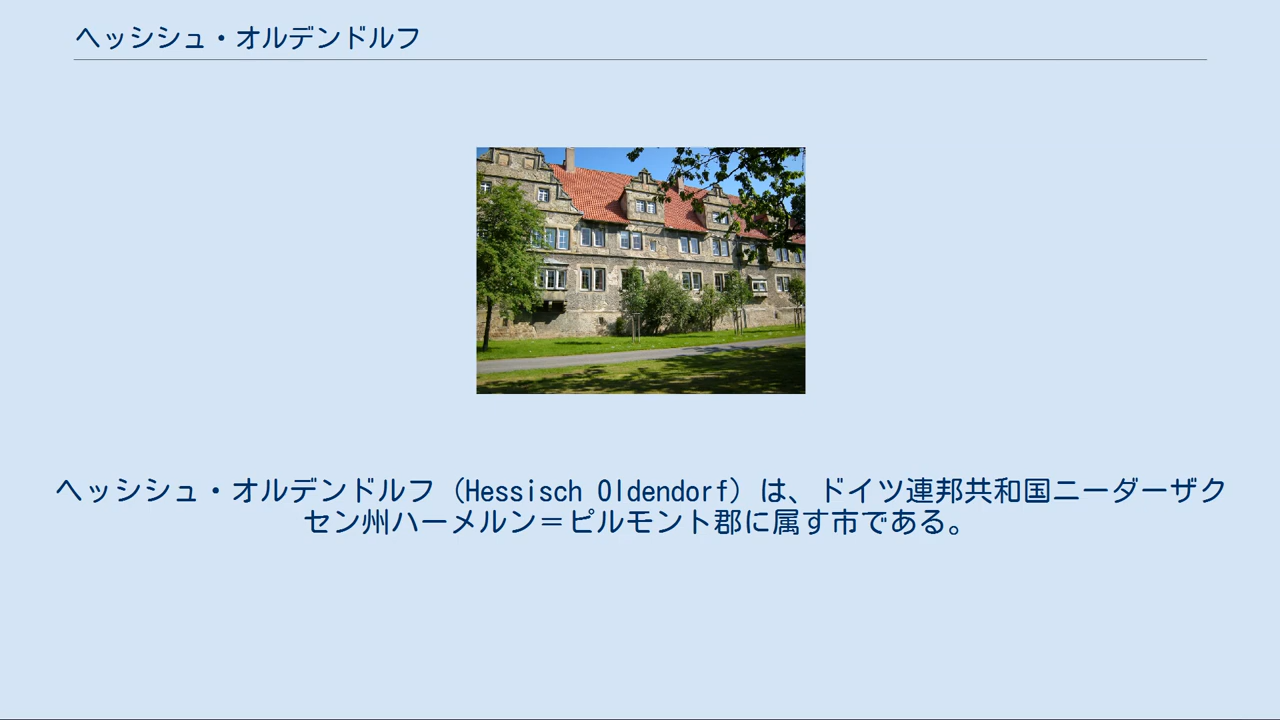 ヘッシシュ・オルデンドルフ
ヘッシシュ・オルデンドルフ（Hessisch Oldendorf）は、ドイツ連邦共和国ニーダーザク
セン州ハーメルン＝ピルモント郡に属す市である。